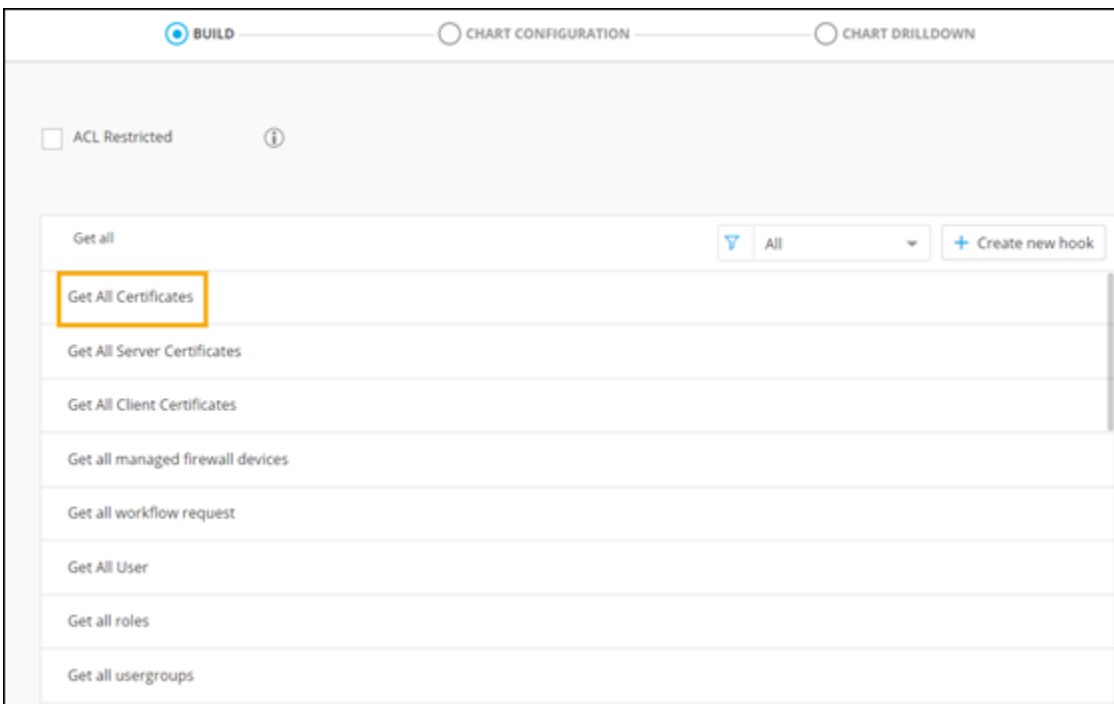 BUILD CHART CONFIGURATION CHART DRILLDOWN
ACL Restricted
Get all All + Create new hook
Get All Certificates
Get All Server Certificates
Get All Client Certificates
Get all managed firewall devices
Get all workflow request
Get All User
Get all roles
Get all usergroups